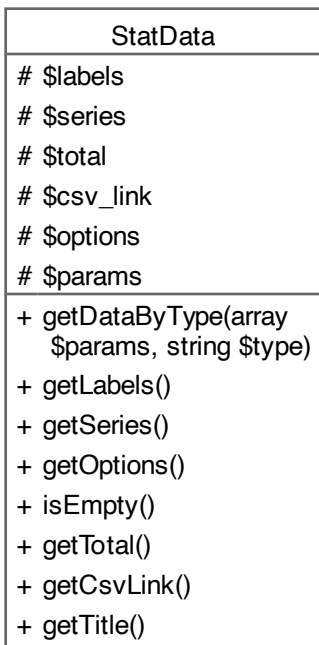 StatData
# $labels
# $series
# $total
# $csv_link
# $options
# $params
+ getDataByType(array
$params, string $type)
+ getLabels()
+ getSeries()
+ getOptions()
+ isEmpty()
+ getTotal()
+ getCsvLink()
+ getTitle()